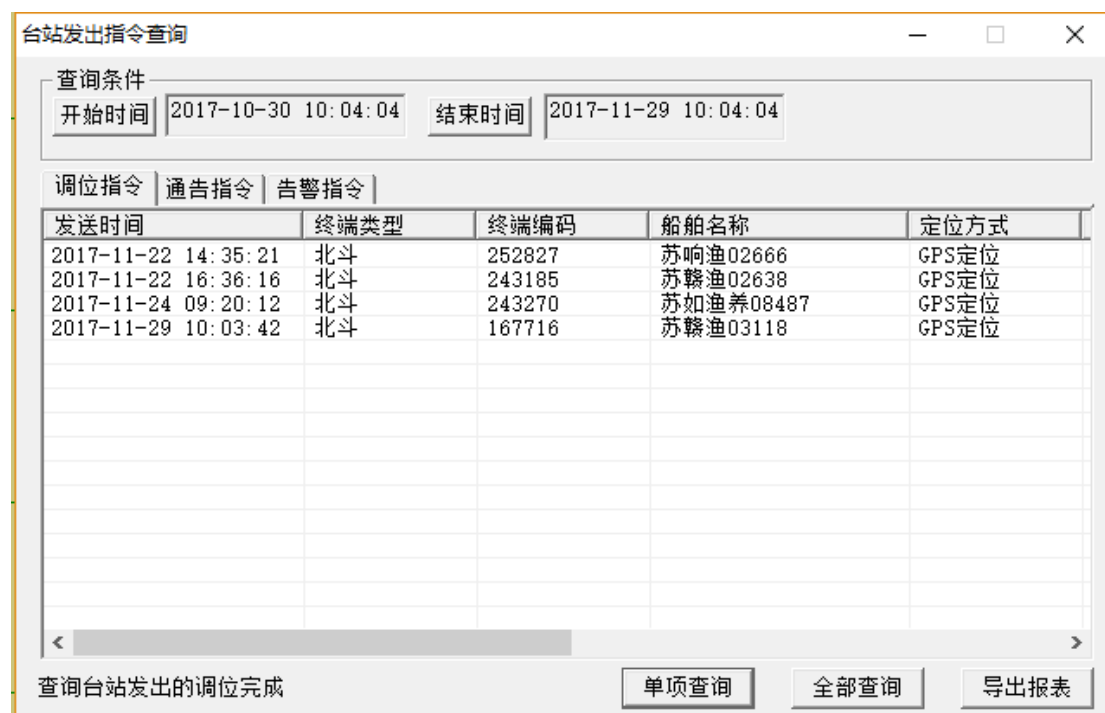 台站发出指令查询
查询条件
开始时间 2017-10-30 10:04:04 结束时间 2017-11-29 10:04:04
调位指令 通告指令 告警指令
发送时间 终端类型 终端编码 船舶名称 定位方式
2017-11-22 14:35:21 北斗 252827 苏响渔02666 GPS定位
2017-11-22 16:36:16 北斗 243185 苏赣渔02638 GPS定位
2017-11-24 09:20:12 北斗 243270 苏如渔养08487 GPS定位
2017-11-29 10:03:42 北斗 167716 苏赣渔03118 GPS定位
查询台站发出的调位完成 单项查询 全部查询 导出报表